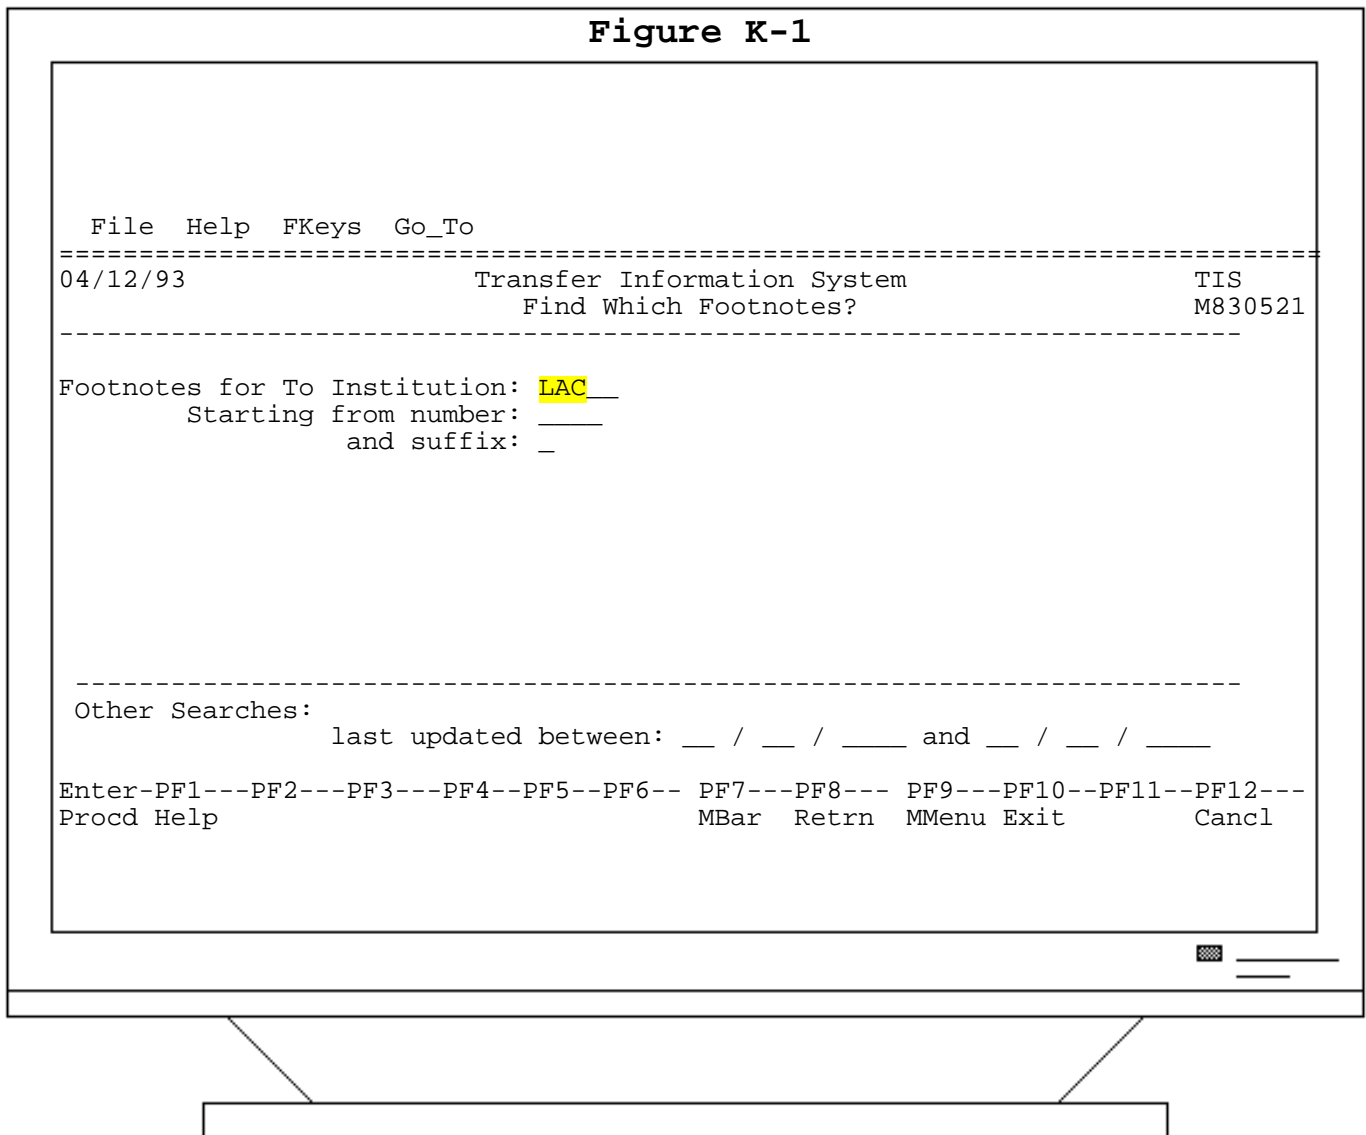 Figure K-1
File  Help  FKeys  Go_To
===============================================================================
04/12/93                  Transfer Information System                  TIS
Find Which Footnotes?                     M830521
--------------------------------------------------------------------------
Footnotes for To Institution: LAC__
Starting from number: ____
and suffix: _
-------------------------------------------------------------------------
Other Searches:
last updated between: __ / __ / ____ and __ / __ / ____
Enter-PF1---PF2---PF3---PF4--PF5--PF6-- PF7---PF8--- PF9---PF10--PF11--PF12---
Procd Help                              MBar  Retrn  MMenu Exit        Cancl